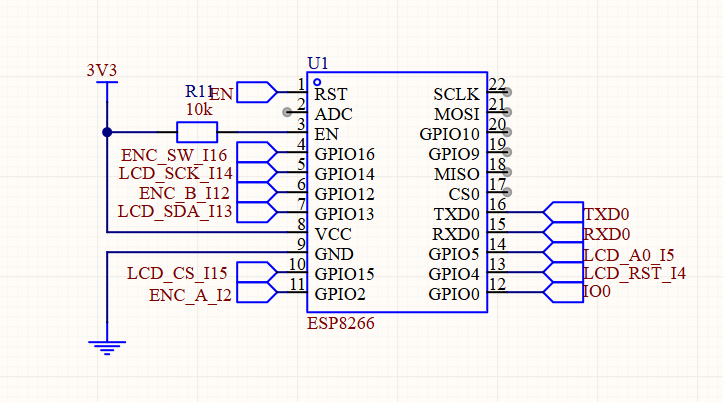 3V3
U1
R11
EN
10k
1
RST
2
ADC
3
EN
ENC_SW_I16
4
GPIO16
LCD_SCK_I14
5
GPIO14
ENC_B_I12
6
GPIO12
LCD_SDA_I13
7
GPIO13
8
VCC
9
GND
LCD_CS_I15
10
GPIO15
ENC_A_I2
11
GPIO2
SCLK
22
MOSI
21
GPIO10
20
GPIO9
19
MISO
18
CS0
17
TXD0
16
TXD0
RXD0
15
RXD0
GPIO5
14
LCD_A0_I5
GPIO4
13
LCD_RST_I4
GPIO0
12
IO0
ESP8266